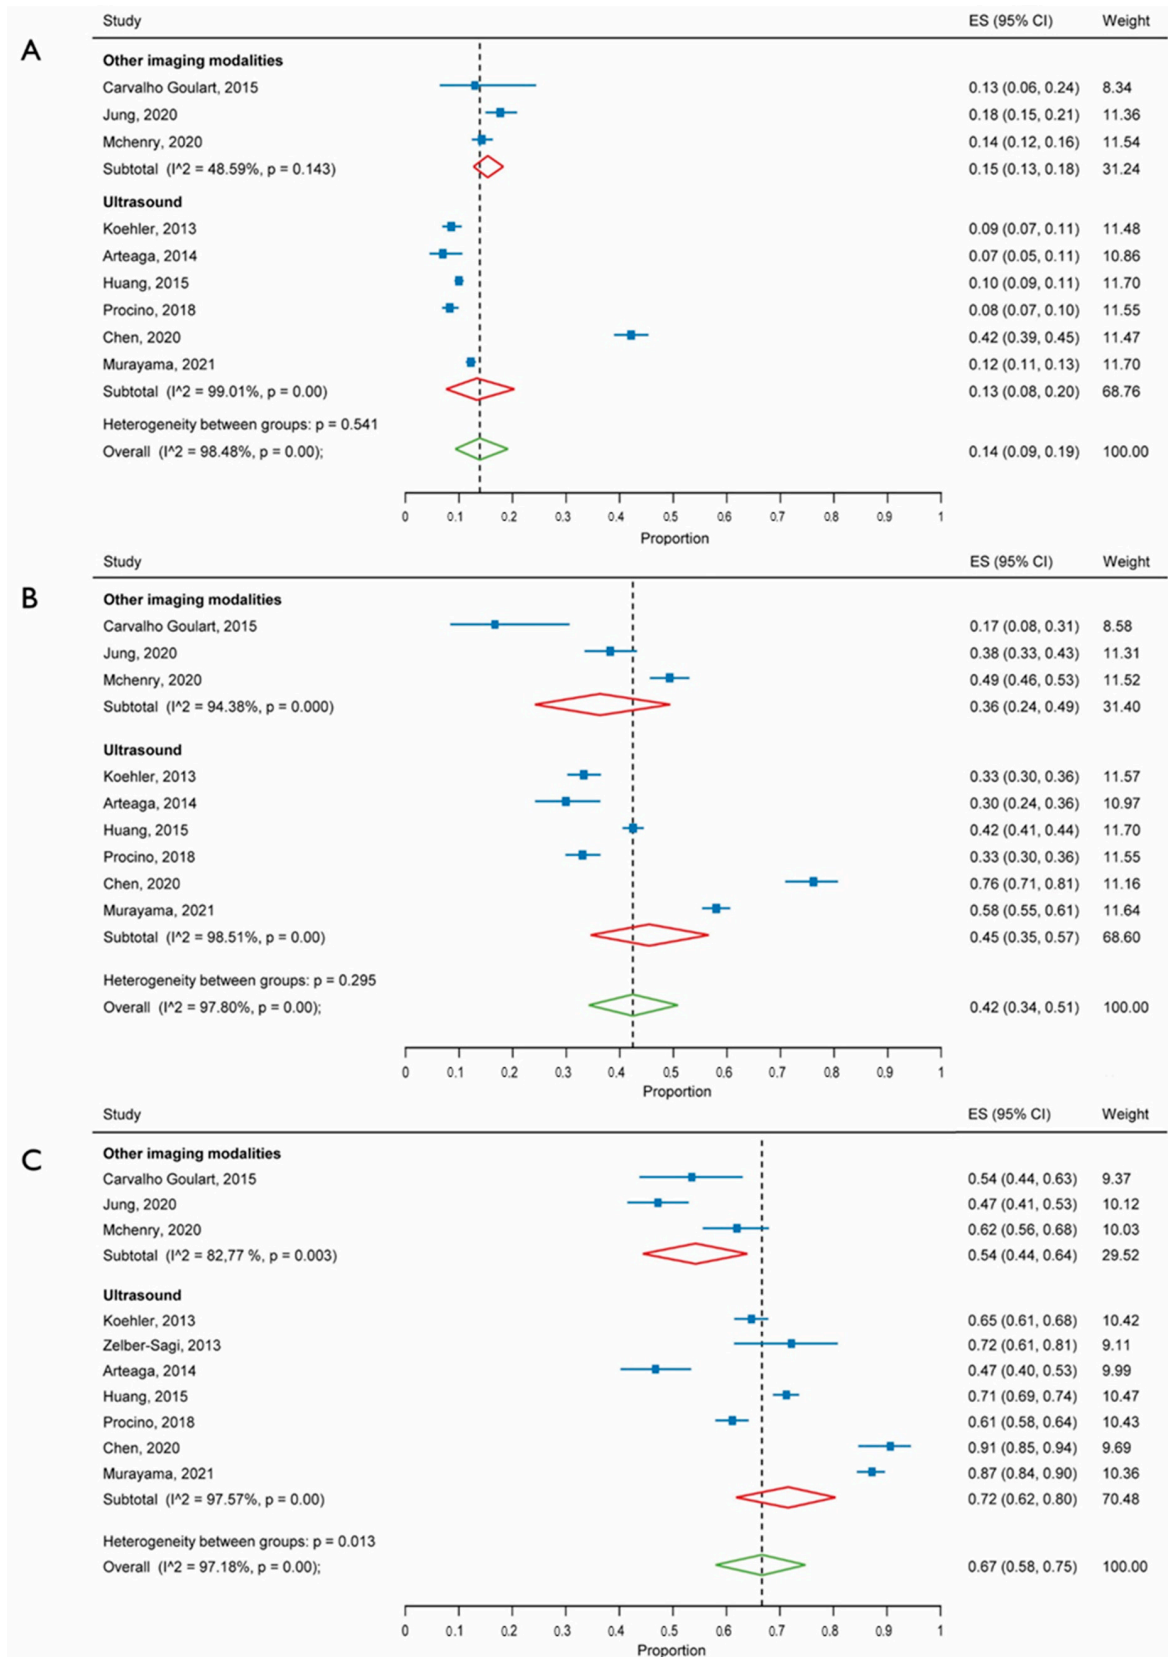 A
Study ES (95% CI) Weight
Other imaging modalities
Carvalho Goulart, 2015 0.13 (0.06, 0.24) 8.34
Jung, 2020 0.18 (0.15, 0.21) 11.36
Mchenry, 2020 0.14 (0.12, 0.16) 11.54
Subtotal (I^2 = 48.59%, p = 0.143) 0.15 (0.13, 0.18) 31.24
Ultrasound
Koehler, 2013 0.09 (0.07, 0.11) 11.48
Arteaga, 2014 0.07 (0.05, 0.11) 10.86
Huang, 2015 0.10 (0.09, 0.11) 11.70
Procino, 2018 0.08 (0.07, 0.10) 11.55
Chen, 2020 0.42 (0.39, 0.45) 11.47
Murayama, 2021 0.12 (0.11, 0.13) 11.70
Subtotal (I^2 = 99.01%, p = 0.00) 0.13 (0.08, 0.20) 68.76
Heterogeneity between groups: p = 0.541
Overall (I^2 = 98.48%, p = 0.00); 0.14 (0.09, 0.19) 100.00
0 0.1 0.2 0.3 0.4 0.5 0.6 0.7 0.8 0.9 1
Proportion
B
Study ES (95% CI) Weight
Other imaging modalities
Carvalho Goulart, 2015 0.17 (0.08, 0.31) 8.58
Jung, 2020 0.38 (0.33, 0.43) 11.31
Mchenry, 2020 0.49 (0.46, 0.53) 11.52
Subtotal (I^2 = 94.38%, p = 0.000) 0.36 (0.24, 0.49) 31.40
Ultrasound
Koehler, 2013 0.33 (0.30, 0.36) 11.57
Arteaga, 2014 0.30 (0.24, 0.36) 10.97
Huang, 2015 0.42 (0.41, 0.44) 11.70
Procino, 2018 0.33 (0.30, 0.36) 11.55
Chen, 2020 0.76 (0.71, 0.81) 11.16
Murayama, 2021 0.58 (0.55, 0.61) 11.64
Subtotal (I^2 = 98.51%, p = 0.00) 0.45 (0.35, 0.57) 68.60
Heterogeneity between groups: p = 0.295
Overall (I^2 = 97.80%, p = 0.00); 0.42 (0.34, 0.51) 100.00
0 0.1 0.2 0.3 0.4 0.5 0.6 0.7 0.8 0.9 1
Proportion
C
Study ES (95% CI) Weight
Other imaging modalities
Carvalho Goulart, 2015 0.54 (0.44, 0.63) 9.37
Jung, 2020 0.47 (0.41, 0.53) 10.12
Mchenry, 2020 0.62 (0.56, 0.68) 10.03
Subtotal (I^2 = 82,77 %, p = 0.003) 0.54 (0.44, 0.64) 29.52
Ultrasound
Koehler, 2013 0.65 (0.61, 0.68) 10.42
Zelber-Sagi, 2013 0.72 (0.61, 0.81) 9.11
Arteaga, 2014 0.47 (0.40, 0.53) 9.99
Huang, 2015 0.71 (0.69, 0.74) 10.47
Procino, 2018 0.61 (0.58, 0.64) 10.43
Chen, 2020 0.91 (0.85, 0.94) 9.69
Murayama, 2021 0.87 (0.84, 0.90) 10.36
Subtotal (I^2 = 97.57%, p = 0.00) 0.72 (0.62, 0.80) 70.48
Heterogeneity between groups: p = 0.013
Overall (I^2 = 97.18%, p = 0.00); 0.67 (0.58, 0.75) 100.00
0 0.1 0.2 0.3 0.4 0.5 0.6 0.7 0.8 0.9 1
Proportion